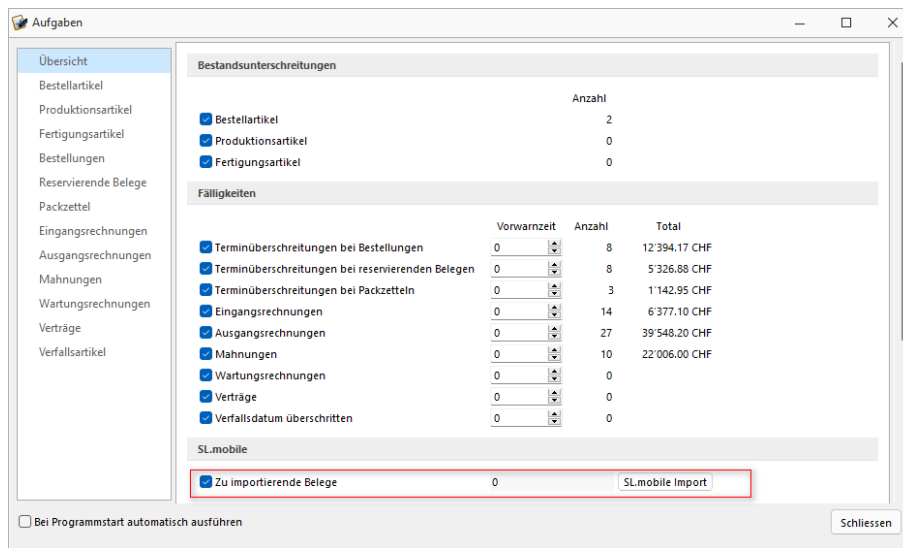 Aufgaben
Übersicht
Bestellartikel
Produktionsartikel
Fertigungsartikel
Bestellungen
Reservierende Belege
Packzettel
Eingangsrechnungen
Ausgangsrechnungen
Mahnungen
Wartungsrechnungen
Verträge
Verfallsartikel
Bestandsunterschreitungen
Anzahl
Bestellartikel 2
Produktionsartikel 0
Fertigungsartikel 0
Fälligkeiten
Vorwarnzeit Anzahl Total
Terminüberschreitungen bei Bestellungen 0 8 12'394.17 CHF
Terminüberschreitungen bei reservierenden Belegen 0 8 5'326.88 CHF
Terminüberschreitungen bei Packzetteln 0 3 1'142.95 CHF
Eingangsrechnungen 0 14 6'377.10 CHF
Ausgangsrechnungen 0 27 39'548.20 CHF
Mahnungen 0 10 22'006.00 CHF
Wartungsrechnungen 0 0
Verträge 0 0
Verfallsdatum überschritten 0 0
SL.mobile
Zu importierende Belege 0 SL.mobile Import
Bei Programmstart automatisch ausführen
Schliessen